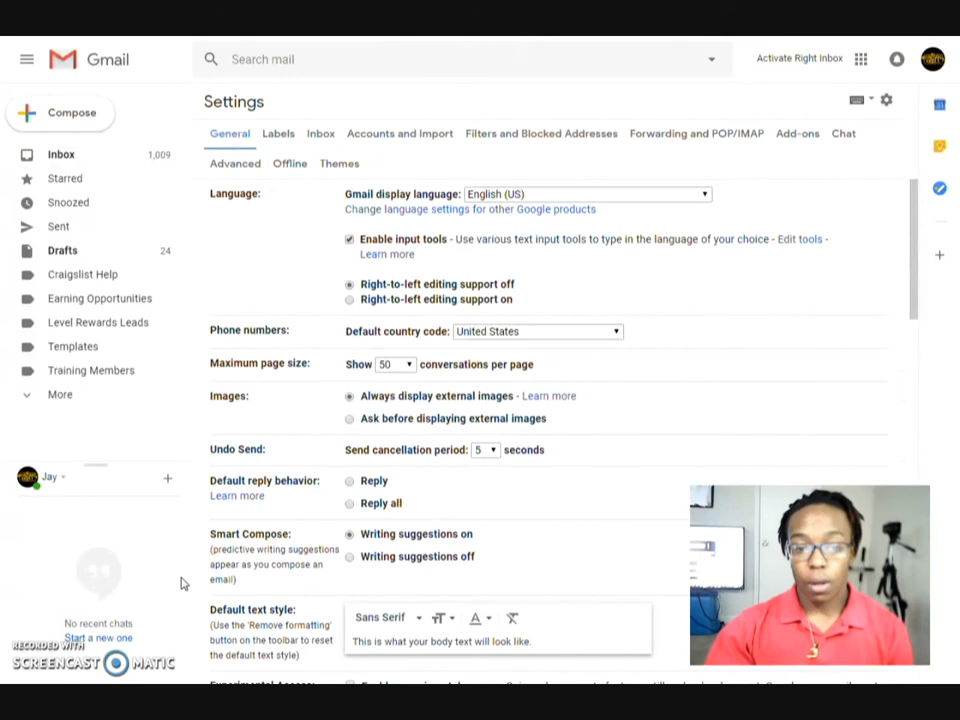 Gmail
Search mail
Activate Right Inbox
Compose
Settings
General Labels Inbox Accounts and Import Filters and Blocked Addresses Forwarding and POP/IMAP Add-ons Chat
Advanced Offline Themes
Inbox 1,009
Starred
Snoozed
Sent
Drafts 24
Craigslist Help
Earning Opportunities
Level Rewards Leads
Templates
Training Members
More
Jay
No recent chats
Start a new one
RECORDED WITH
SCREENCAST MATIC
Language:
Gmail display language: English (US)
Change language settings for other Google products
Enable input tools - Use various text input tools to type in the language of your choice - Edit tools -
Learn more
Right-to-left editing support off
Right-to-left editing support on
Phone numbers: Default country code: United States
Maximum page size: Show 50 conversations per page
Images: Always display external images - Learn more
Ask before displaying external images
Undo Send: Send cancellation period: 5 seconds
Default reply behavior: Reply
Learn more
Reply all
Smart Compose: Writing suggestions on
(predictive writing suggestions
appear as you compose an
email)
Writing suggestions off
Default text style:
(Use the 'Remove formatting'
button on the toolbar to reset
the default text style)
Sans Serif
This is what your body text will look like.